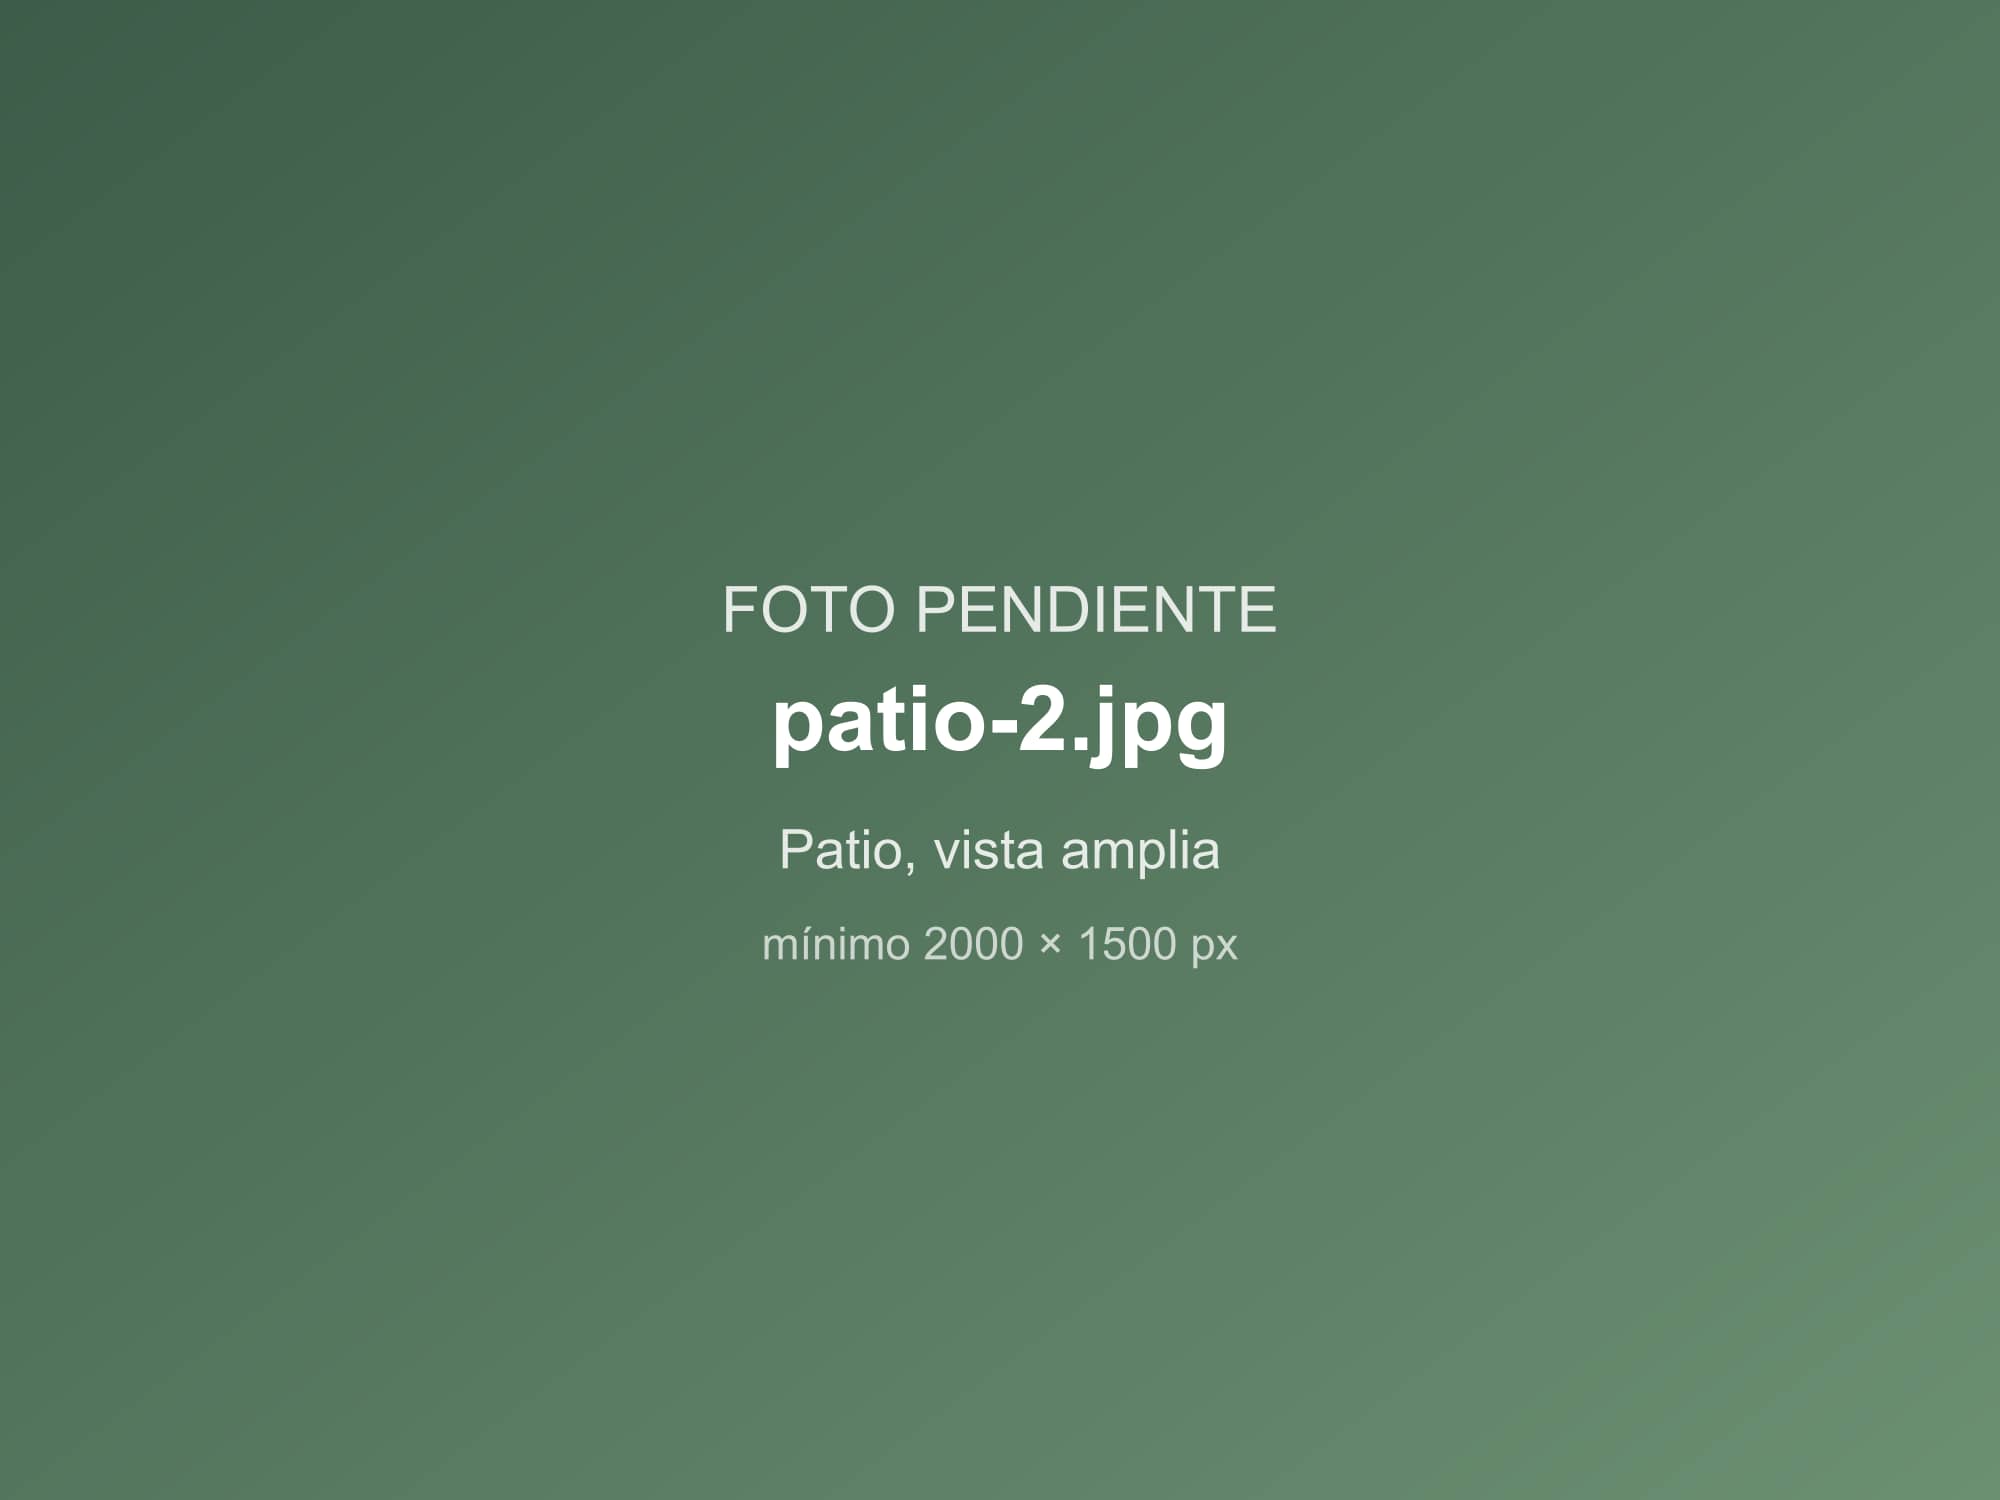 FOTO PENDIENTE
patio-2.jpg
Patio, vista amplia
mínimo 2000 × 1500 px